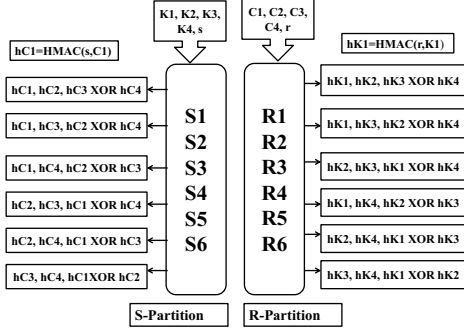 K1, K2, K3,
K4, s
C1, C2, C3,
C4, r
hC1=HMAC(s,C1)
hK1=HMAC(r,K1)
hC1, hC2, hC3 XOR hC4
hC1, hC3, hC2 XOR hC4
hC1, hC4, hC2 XOR hC3
hC2, hC3, hC1 XOR hC4
hC2, hC4, hC1 XOR hC3
hC3, hC4, hC1XOR hC2
S1
S2
S3
S4
S5
S6
R1
R2
R3
R4
R5
R6
hK1, hK2, hK3 XOR hK4
hK1, hK3, hK2 XOR hK4
hK2, hK3, hK1 XOR hK4
hK1, hK4, hK2 XOR hK3
hK2, hK4, hK1 XOR hK3
hK3, hK4, hK1 XOR hK2
S-Partition
R-Partition